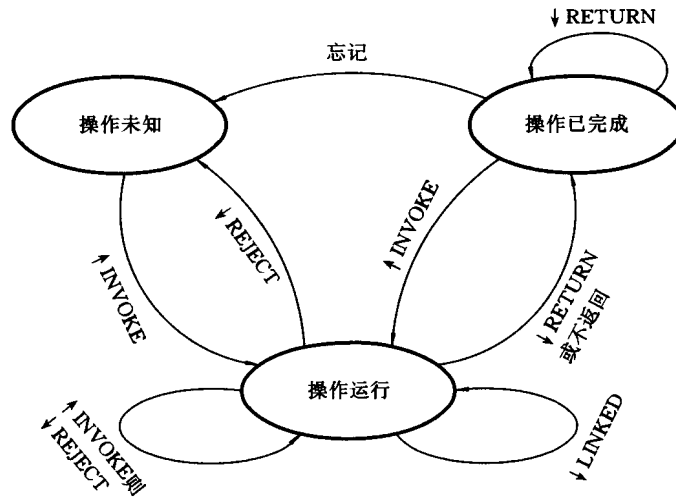 ↓ RETURN
忘记
操作未知
操作已完成
↓ REJECT
↑ INVOKE
↑ INVOKE
↓ RETURN
或不返回
操作运行
↑ INVOKE则
↓ REJECT
↓ LINKED